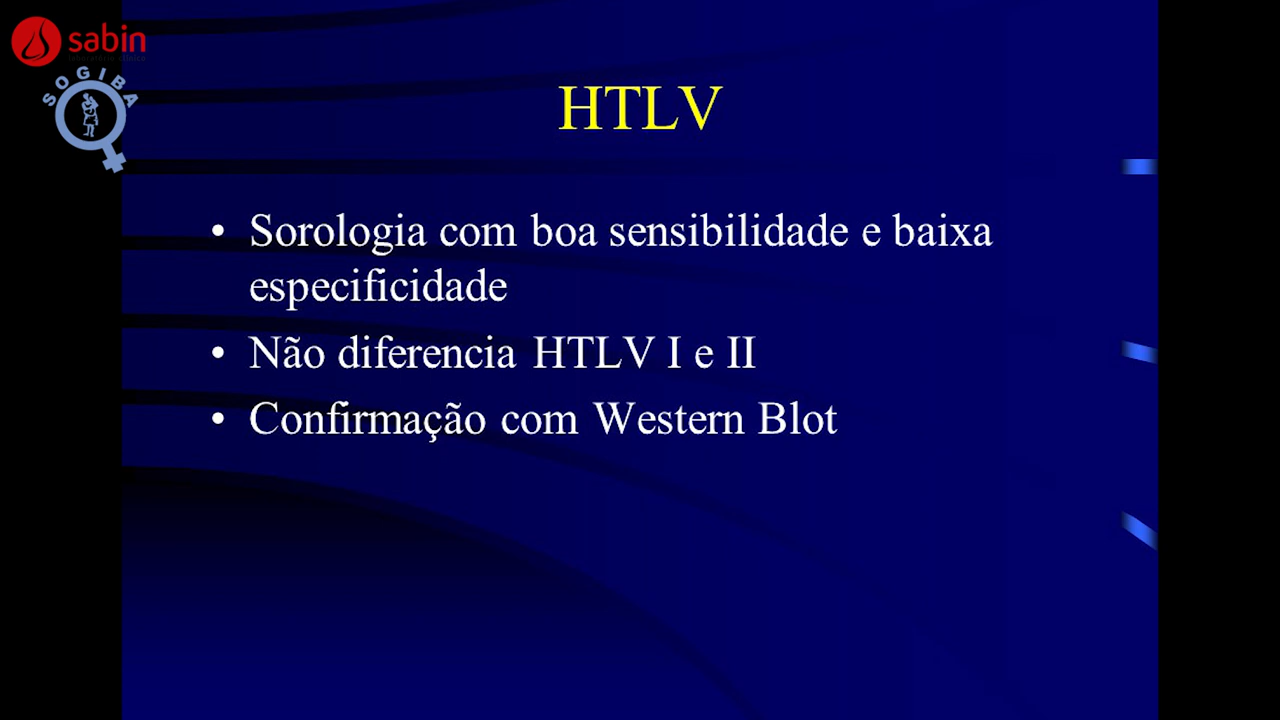 sabin
SOGIBA
HTLV
• Sorologia com boa sensibilidade e baixa
especificidade
• Não diferencia HTLV I e II
• Confirmação com Western Blot